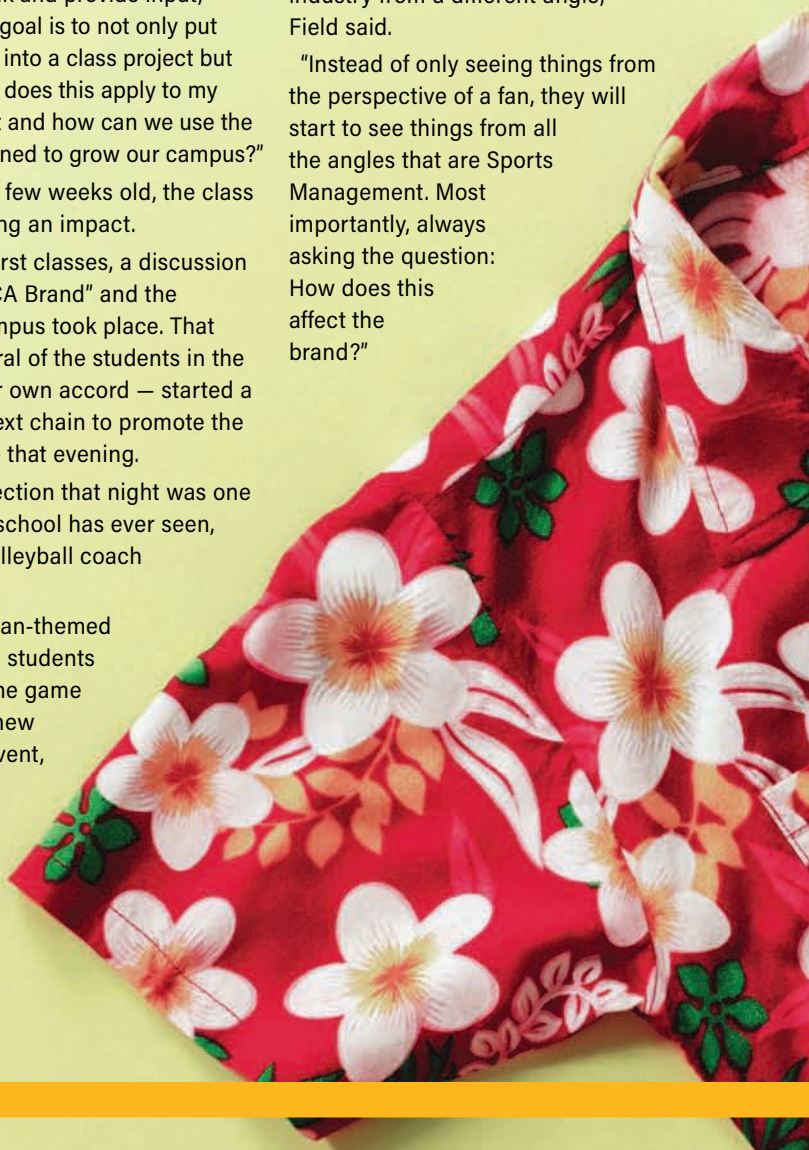 and provide input,
goal is to not only put
into a class project but
does this apply to my
and how can we use the
ned to grow our campus?”
few weeks old, the class
ng an impact.
rst classes, a discussion
CA Brand” and the
mpus took place. That
ral of the students in the
r own accord — started a
ext chain to promote the
that evening.
ection that night was one
school has ever seen,
lleyball coach
an-themed
students
he game
new
vent,
industry from a different angle,
Field said.
“Instead of only seeing things from
the perspective of a fan, they will
start to see things from all
the angles that are Sports
Management. Most
importantly, always
asking the question:
How does this
affect the
brand?”